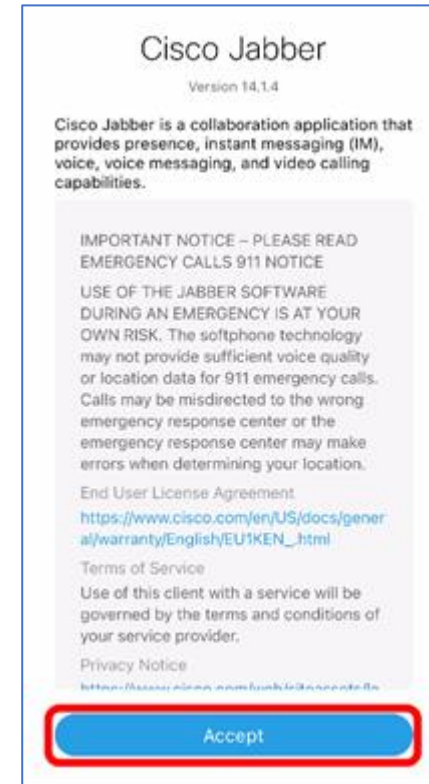 Cisco Jabber
Version 14.1.4
Cisco Jabber is a collaboration application that
provides presence, instant messaging (IM),
voice, voice messaging, and video calling
capabilities.
IMPORTANT NOTICE – PLEASE READ
EMERGENCY CALLS 911 NOTICE
USE OF THE JABBER SOFTWARE
DURING AN EMERGENCY IS AT YOUR
OWN RISK. The softphone technology
may not provide sufficient voice quality
or location data for 911 emergency calls.
Calls may be misdirected to the wrong
emergency response center or the
emergency response center may make
errors when determining your location.
End User License Agreement
https://www.cisco.com/en/US/docs/gener
al/warranty/English/EU1KEN_.html
Terms of Service
Use of this client with a service will be
governed by the terms and conditions of
your service provider.
Privacy Notice
Accept